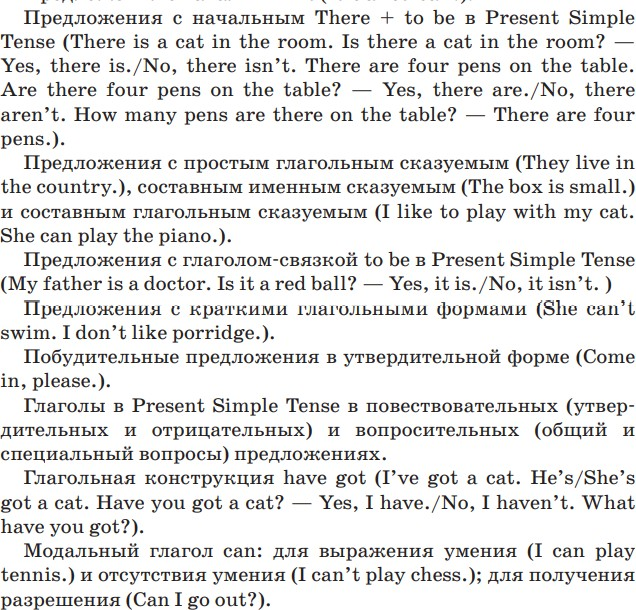 Предложения с начальным There + to be в Present Simple
Tense (There is a cat in the room. Is there a cat in the room? —
Yes, there is./No, there isn't. There are four pens on the table.
Are there four pens on the table? — Yes, there are./No, there
aren't. How many pens are there on the table? — There are four
pens.).
Предложения с простым глагольным сказуемым (They live in
the country.), составным именным сказуемым (The box is small.)
и составным глагольным сказуемым (I like to play with my cat.
She can play the piano.).
Предложения с глаголом-связкой to be в Present Simple Tense
(My father is a doctor. Is it a red ball? — Yes, it is./No, it isn't. )
Предложения с краткими глагольными формами (She can't
swim. I don't like porridge.).
Побудительные предложения в утвердительной форме (Come
in, please.).
Глаголы в Present Simple Tense в повествовательных (утвер-
дительных и отрицательных) и вопросительных (общий и
специальный вопросы) предложениях.
Глагольная конструкция have got (I've got a cat. He's/She's
got a cat. Have you got a cat? — Yes, I have./No, I haven't. What
have you got?).
Модальный глагол can: для выражения умения (I can play
tennis.) и отсутствия умения (I can't play chess.); для получения
разрешения (Can I go out?).